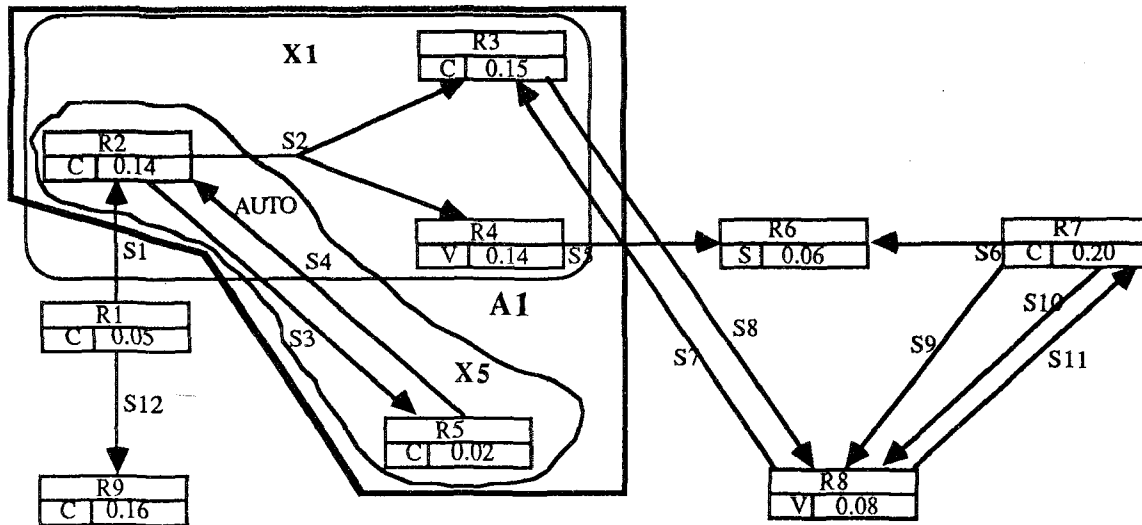 R3
X1
C 0.15
R2
S2
C 0.14
AUTO
R4
R6
R7
S1
V 0.14
S5
S 0.06
S6
C 0.20
S4
A1
R1
S10
C 0.05
S3
S8
S9
S7
S11
X5
S12
R5
C 0.02
R9
R8
C 0.16
V 0.08